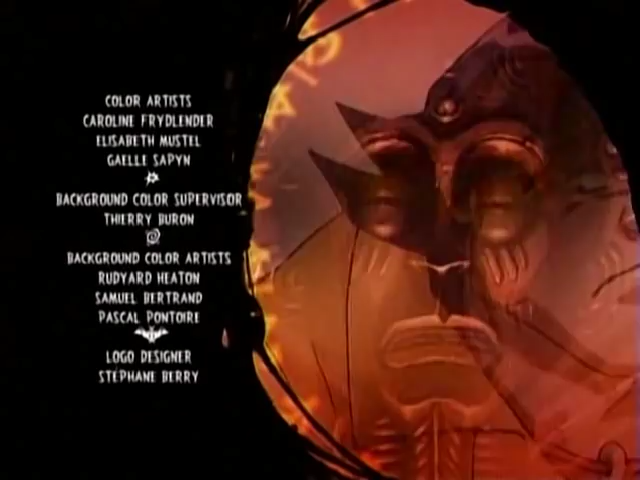 COLOR ARTISTS
CAROLINE FRYDLENDER
ELISABETH MUSTEL
GAELLE SAPYN
BACKGROUND COLOR SUPERVISOR
THIERRY BURON
BACKGROUND COLOR ARTISTS
RUDYARD HEATON
SAMUEL BERTRAND
PASCAL PONTOIRE
LOGO DESIGNER
STÉPHANE BERRY